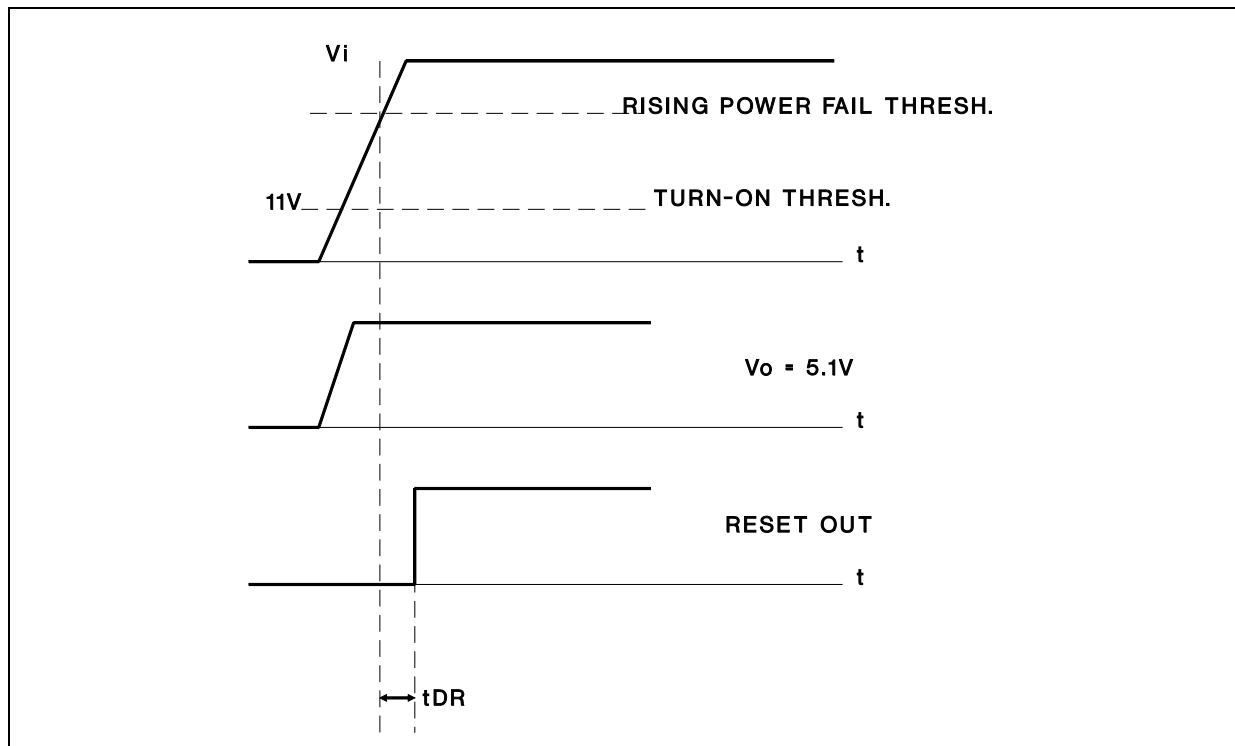 Vi
RISING POWER FAIL THRESH.
11V
TURN-ON THRESH.
t
Vo = 5.1V
t
RESET OUT
t
tDR